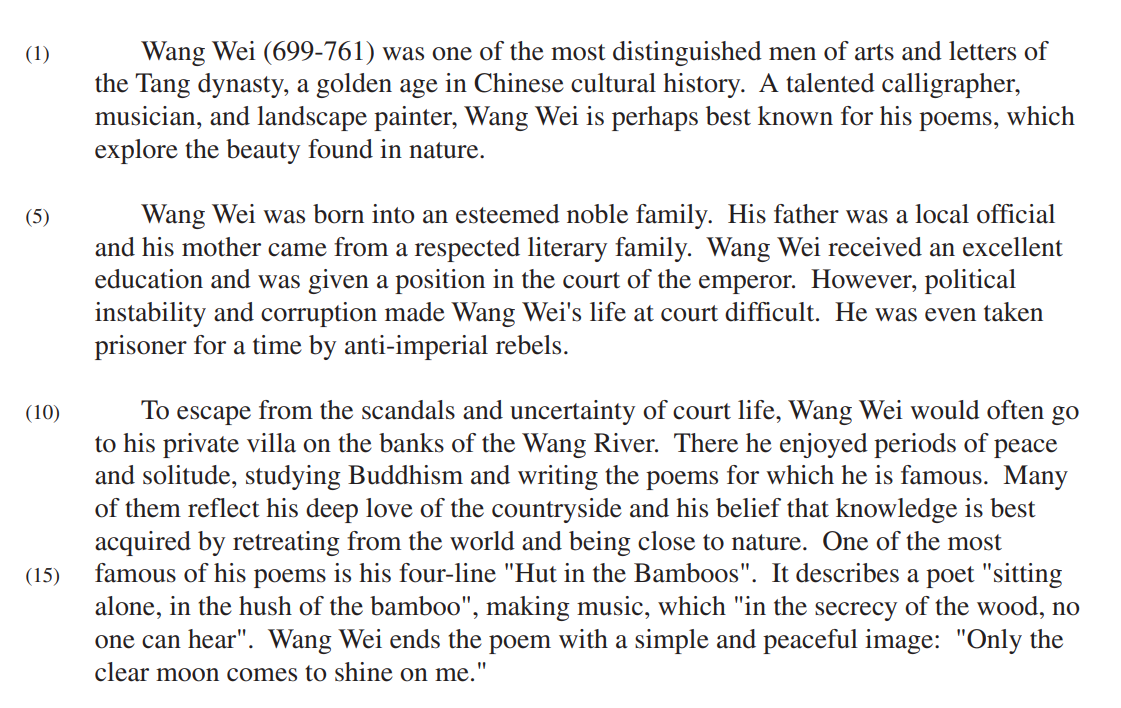 (1) Wang Wei (699-761) was one of the most distinguished men of arts and letters of
the Tang dynasty, a golden age in Chinese cultural history. A talented calligrapher,
musician, and landscape painter, Wang Wei is perhaps best known for his poems, which
explore the beauty found in nature.
(5) Wang Wei was born into an esteemed noble family. His father was a local official
and his mother came from a respected literary family. Wang Wei received an excellent
education and was given a position in the court of the emperor. However, political
instability and corruption made Wang Wei's life at court difficult. He was even taken
prisoner for a time by anti-imperial rebels.
(10) To escape from the scandals and uncertainty of court life, Wang Wei would often go
to his private villa on the banks of the Wang River. There he enjoyed periods of peace
and solitude, studying Buddhism and writing the poems for which he is famous. Many
of them reflect his deep love of the countryside and his belief that knowledge is best
acquired by retreating from the world and being close to nature. One of the most
(15) famous of his poems is his four-line "Hut in the Bamboos". It describes a poet "sitting
alone, in the hush of the bamboo", making music, which "in the secrecy of the wood, no
one can hear". Wang Wei ends the poem with a simple and peaceful image: "Only the
clear moon comes to shine on me."